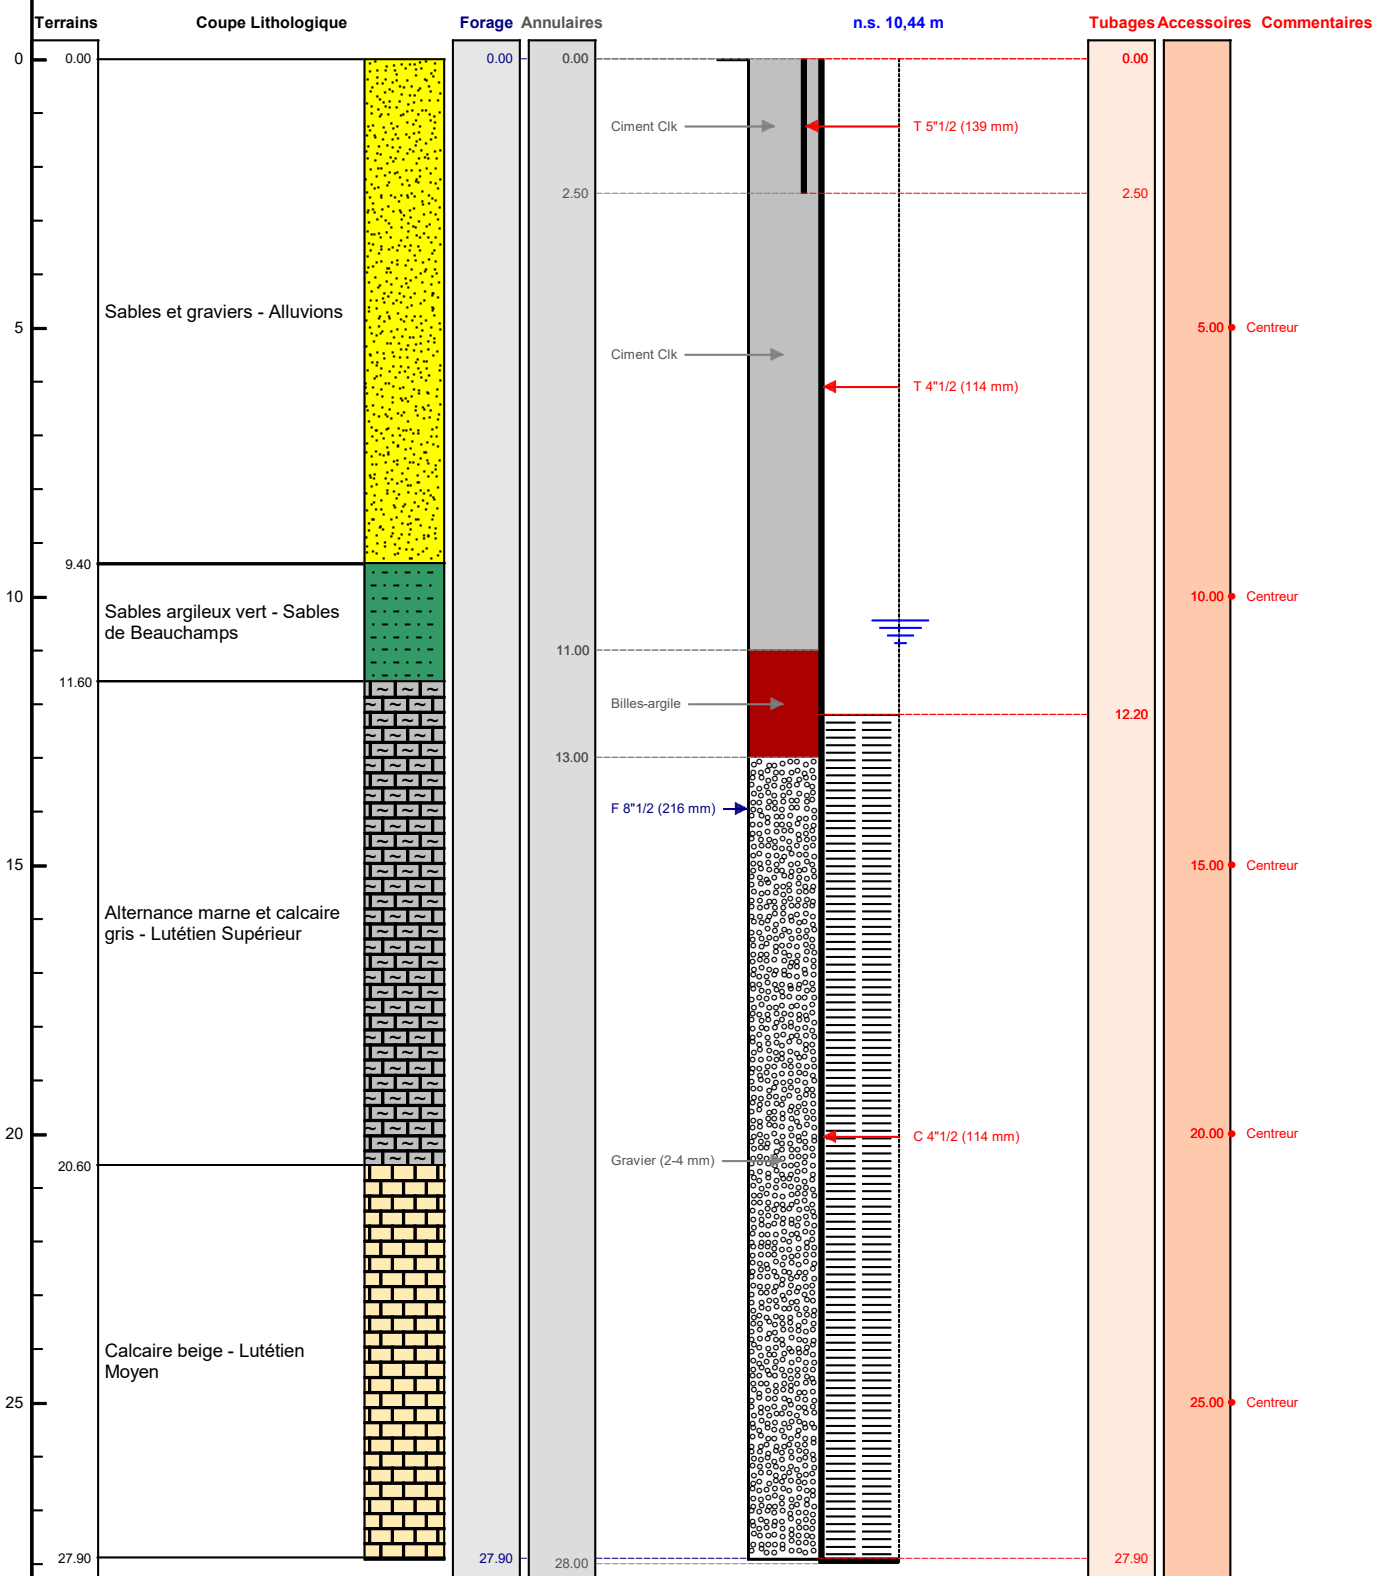 Terrains Coupe Lithologique Forage Annulaires n.s. 10,44 m Tubages Accessoires Commentaires
0 0.00 0.00 0.00 0.00
Ciment Clk T 5"1/2 (139 mm)
2.50 2.50
Sables et graviers - Alluvions
5 5.00 Centreur
Ciment Clk
T 4"1/2 (114 mm)
9.40
10 10.00 Centreur
Sables argileux vert - Sables
de Beauchamps
11.00
11.60
Billes-argile
12.20
13.00
F 8"1/2 (216 mm)
15 15.00 Centreur
Alternance marne et calcaire
gris - Lutétien Supérieur
20 20.00 Centreur
C 4"1/2 (114 mm)
Gravier (2-4 mm)
20.60
Calcaire beige - Lutétien
Moyen
25 25.00 Centreur
27.90 27.90 27.90
28.00